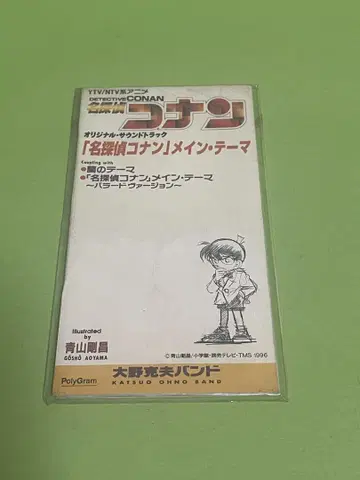 YTV/NTV系アニメ
DETECTIVE CONAN
名探偵
コナン
オリジナル・サウンドトラック
「名探偵コナン」メイン・テーマ
Coupling with
●蘭のテーマ
●「名探偵コナン」メイン・テーマ
〜バラード ヴァージョン〜
Illustrated
by
青山剛昌
GŌSHŌ AOYAMA
©青山剛昌/小学館・読売テレビ・TMS 1996
PolyGram
大野克夫バンド
KATSUO OHNO BAND